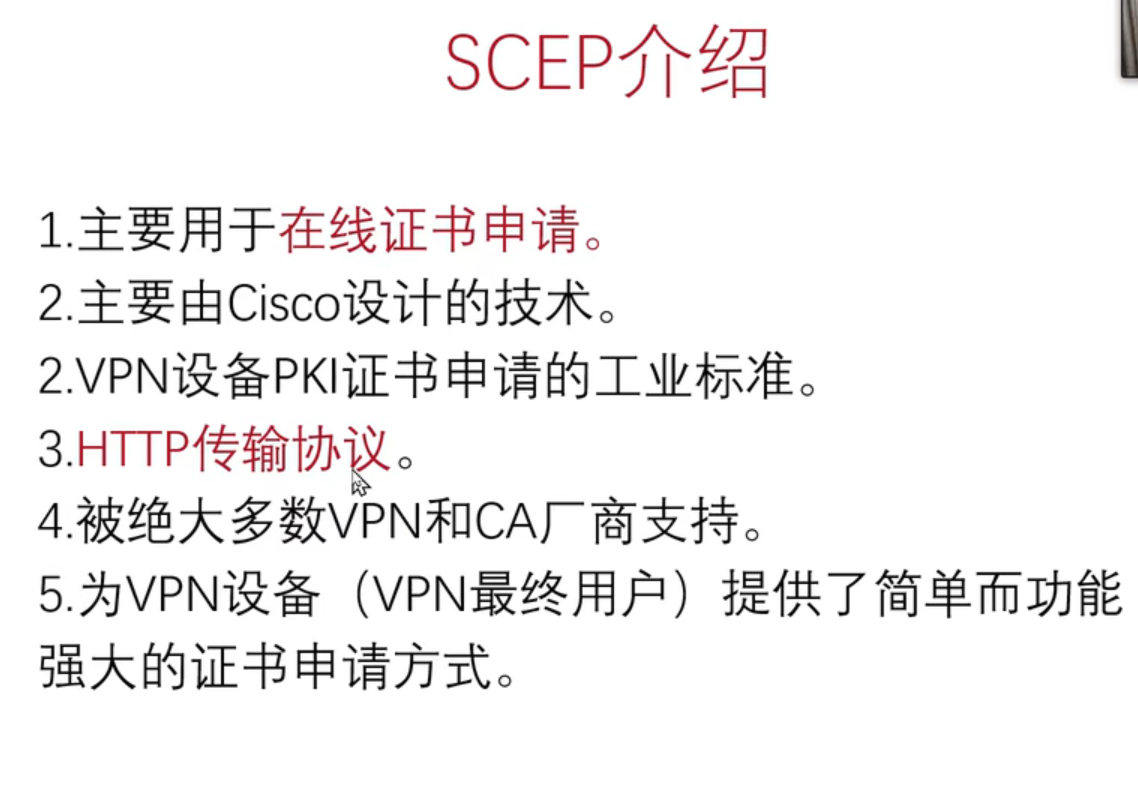 SCEP介绍
1.主要用于在线证书申请。
2.主要由Cisco设计的技术。
2.VPN设备PKI证书申请的工业标准。
3.HTTP传输协议。
4.被绝大多数VPN和CA厂商支持。
5.为VPN设备（VPN最终用户）提供了简单而功能
强大的证书申请方式。